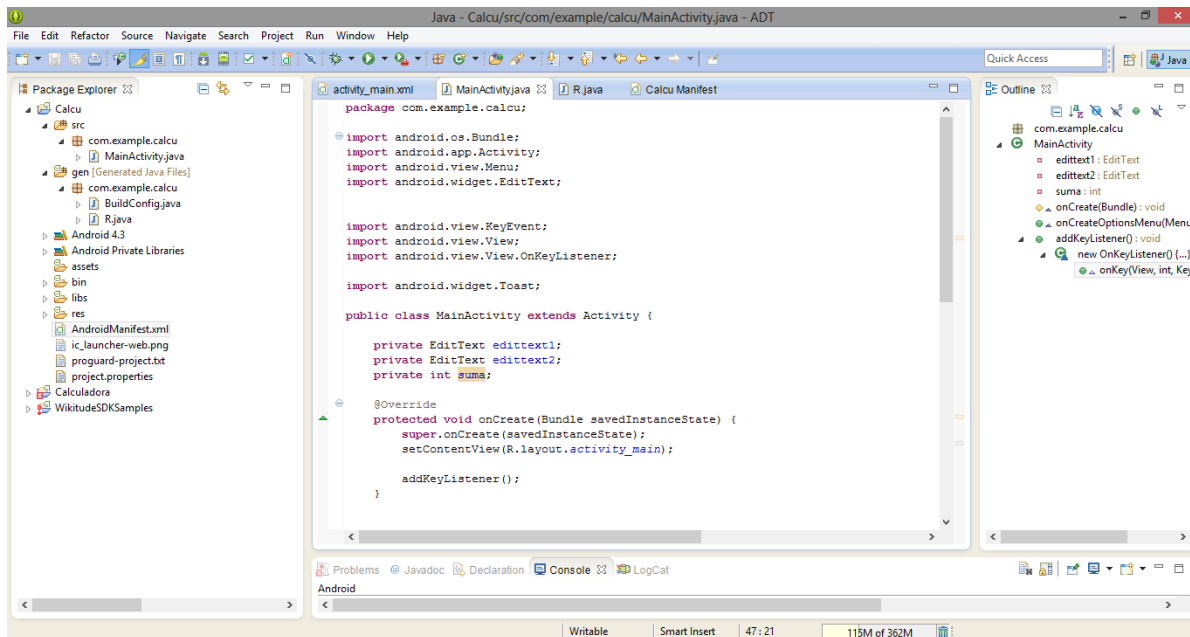 Java - Calcu/src/com/example/calcu/MainActivity.java - ADT
File Edit Refactor Source Navigate Search Project Run Window Help
Quick Access
Java
Package Explorer
Calcu
src
com.example.calcu
MainActivity.java
gen [Generated Java Files]
com.example.calcu
BuildConfig.java
R.java
Android 4.3
Android Private Libraries
assets
bin
libs
res
AndroidManifest.xml
ic_launcher-web.png
proguard-project.txt
project.properties
Calculadora
WikitudeSDKSamples
activity_main.xml MainActivity.java R.java Calcu Manifest
package com.example.calcu;
import android.os.Bundle;
import android.app.Activity;
import android.view.Menu;
import android.widget.EditText;
import android.view.KeyEvent;
import android.view.View;
import android.view.View.OnKeyListener;
import android.widget.Toast;
public class MainActivity extends Activity {
private EditText edittext1;
private EditText edittext2;
private int suma;
@Override
protected void onCreate(Bundle savedInstanceState) {
super.onCreate(savedInstanceState);
setContentView(R.layout.activity_main);
addKeyListener();
}
Outline
com.example.calcu
MainActivity
edittext1 : EditText
edittext2 : EditText
suma : int
onCreate(Bundle) : void
onCreateOptionsMenu(Menu
addKeyListener() : void
new OnKeyListener() {...}
onKey(View, int, Key
Problems @ Javadoc Declaration Console LogCat
Android
Writable Smart Insert 47 : 21 115M of 362M